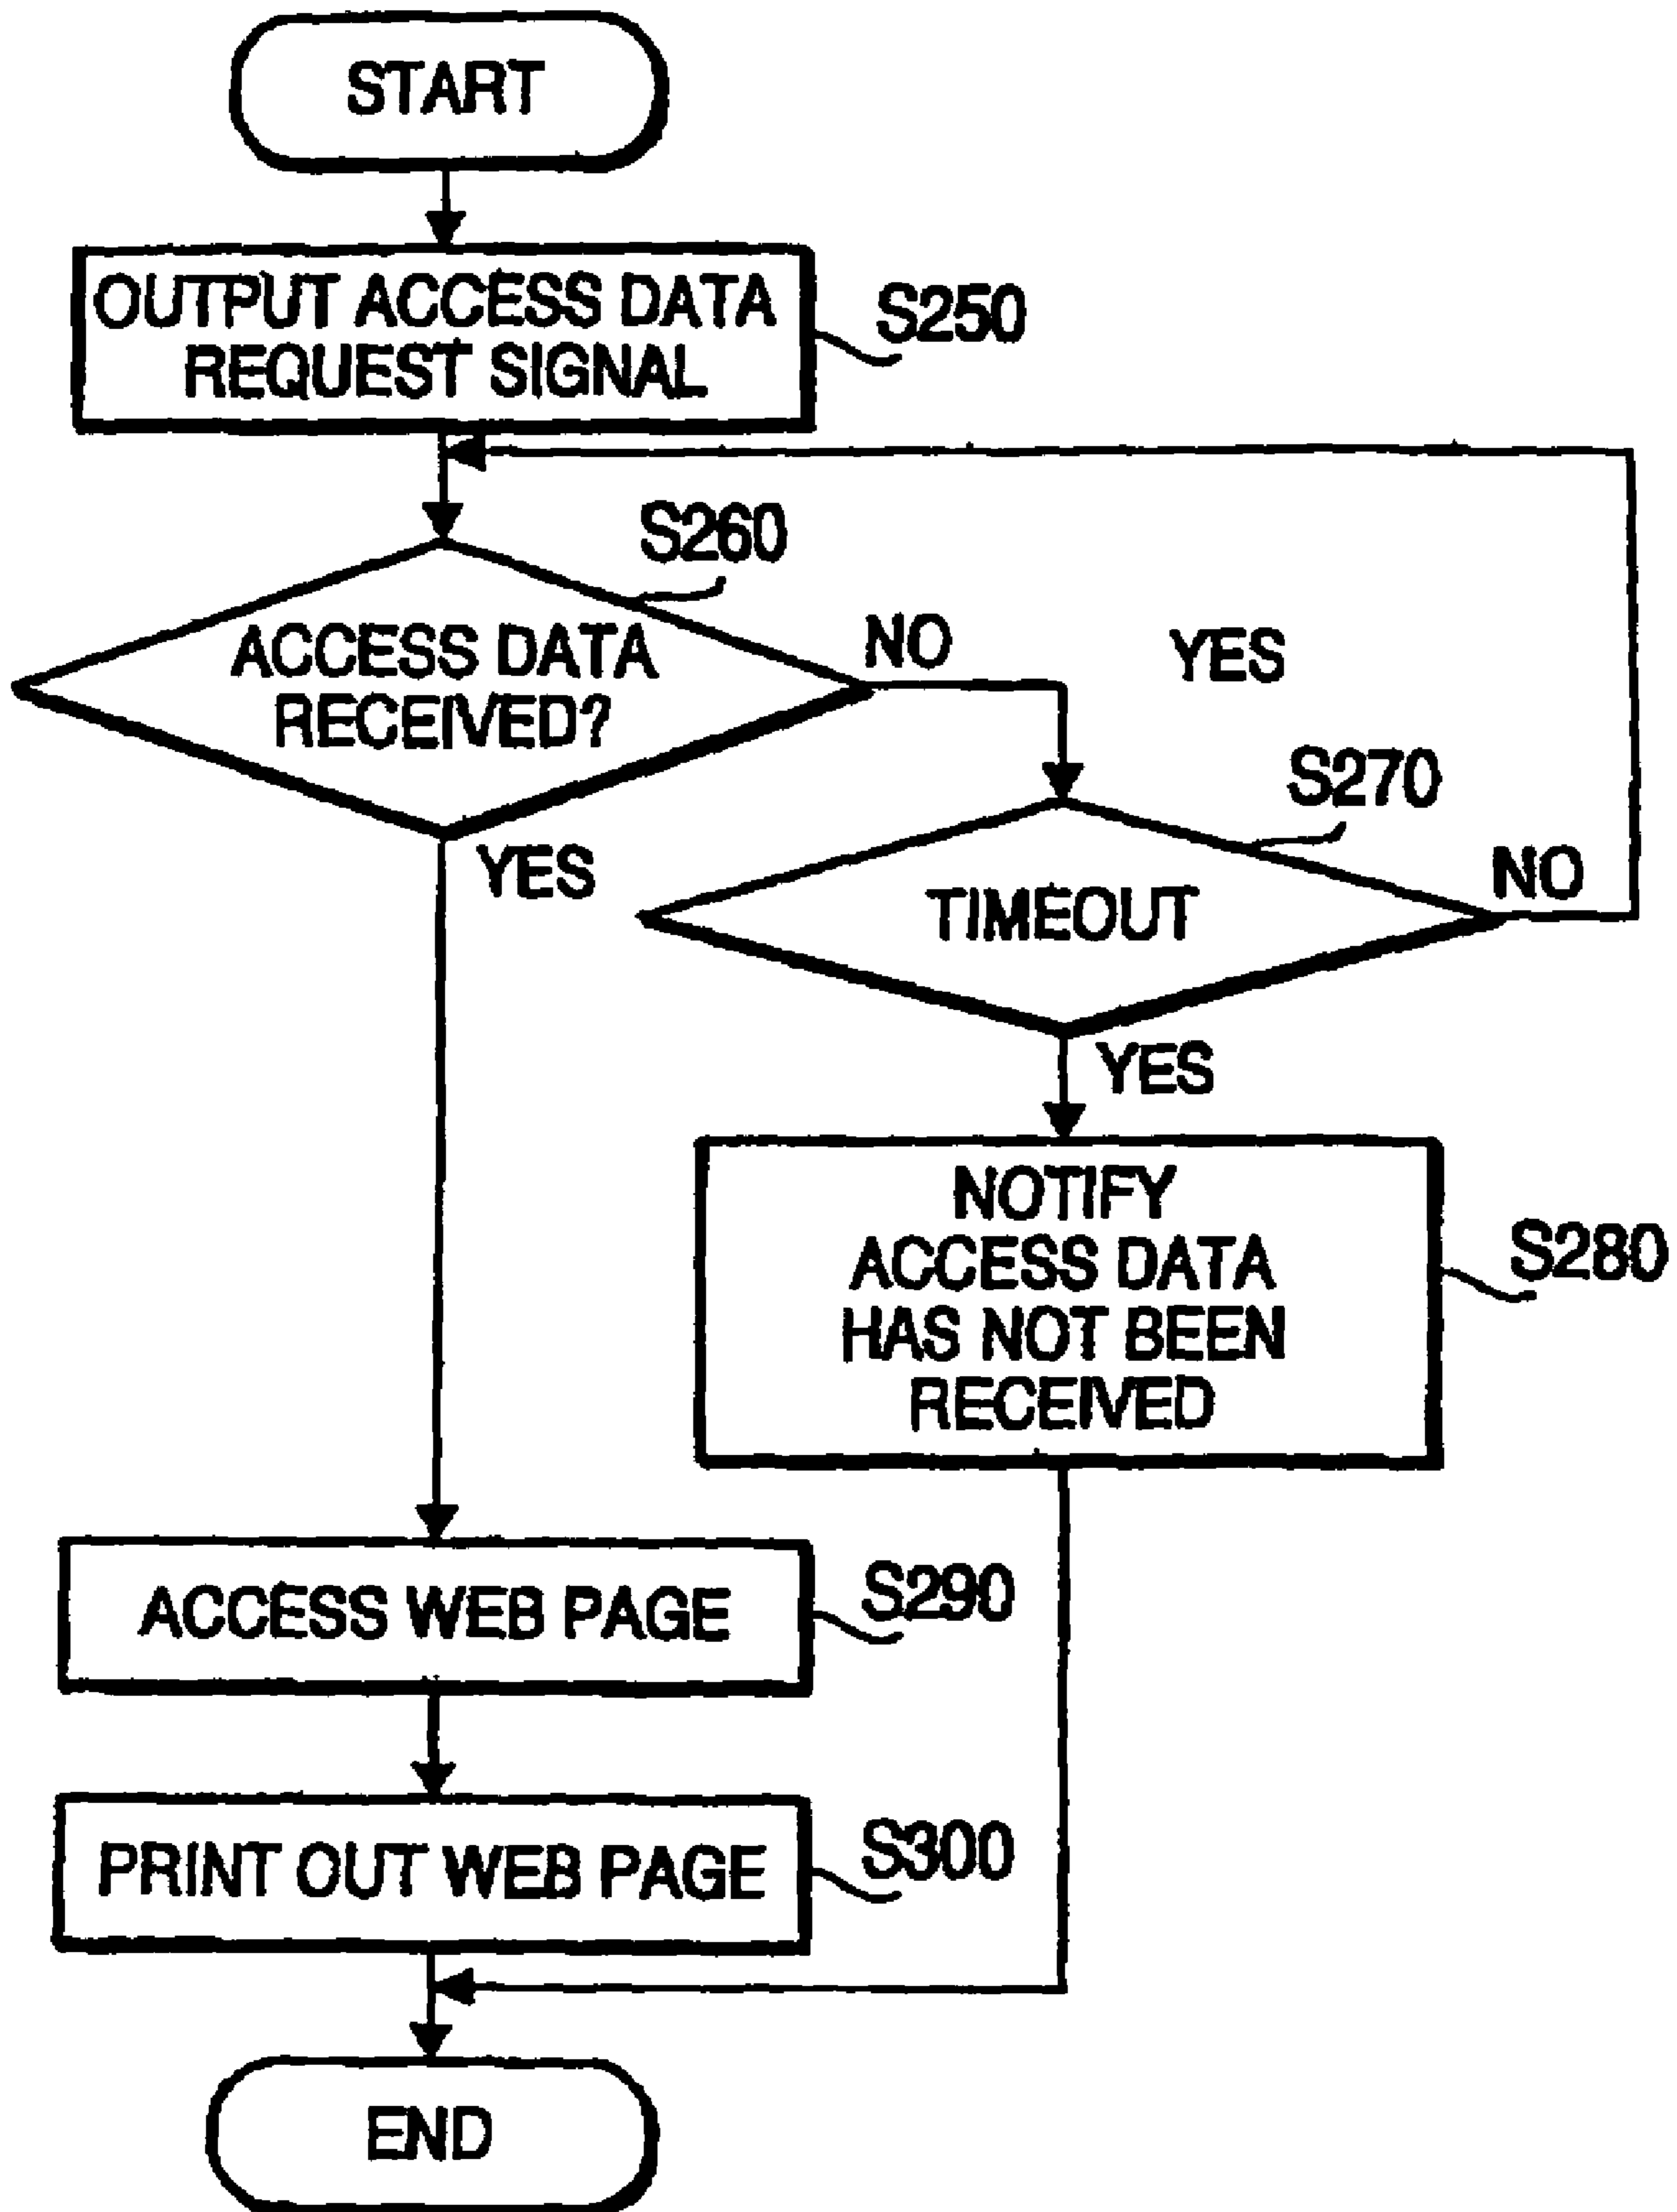 START
OUTPUT ACCESS DATA
REQUEST SIGNAL
S250
S260
ACCESS DATA
RECEIVED?
NO
YES
YES
S270
TIMEOUT
NO
YES
NOTIFY
ACCESS DATA
HAS NOT BEEN
RECEIVED
S280
ACCESS WEB PAGE
S290
PRINT OUT WEB PAGE
S300
END